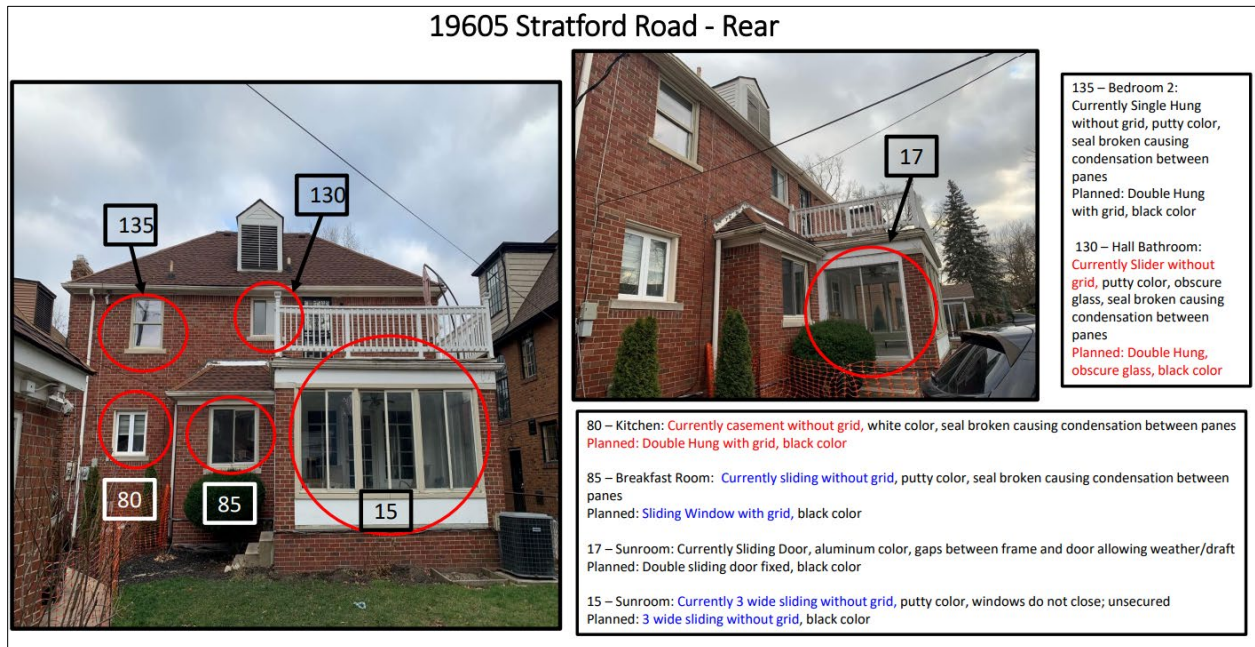 19605 Stratford Road - Rear
135
130
80
85
15
17
135 – Bedroom 2:
Currently Single Hung
without grid, putty color,
seal broken causing
condensation between
panes
Planned: Double Hung
with grid, black color
130 – Hall Bathroom:
Currently Slider without
grid, putty color, obscure
glass, seal broken causing
condensation between
panes
Planned: Double Hung,
obscure glass, black color
80 – Kitchen: Currently casement without grid, white color, seal broken causing condensation between panes
Planned: Double Hung with grid, black color
85 – Breakfast Room: Currently sliding without grid, putty color, seal broken causing condensation between
panes
Planned: Sliding Window with grid, black color
17 – Sunroom: Currently Sliding Door, aluminum color, gaps between frame and door allowing weather/draft
Planned: Double sliding door fixed, black color
15 – Sunroom: Currently 3 wide sliding without grid, putty color, windows do not close; unsecured
Planned: 3 wide sliding without grid, black color